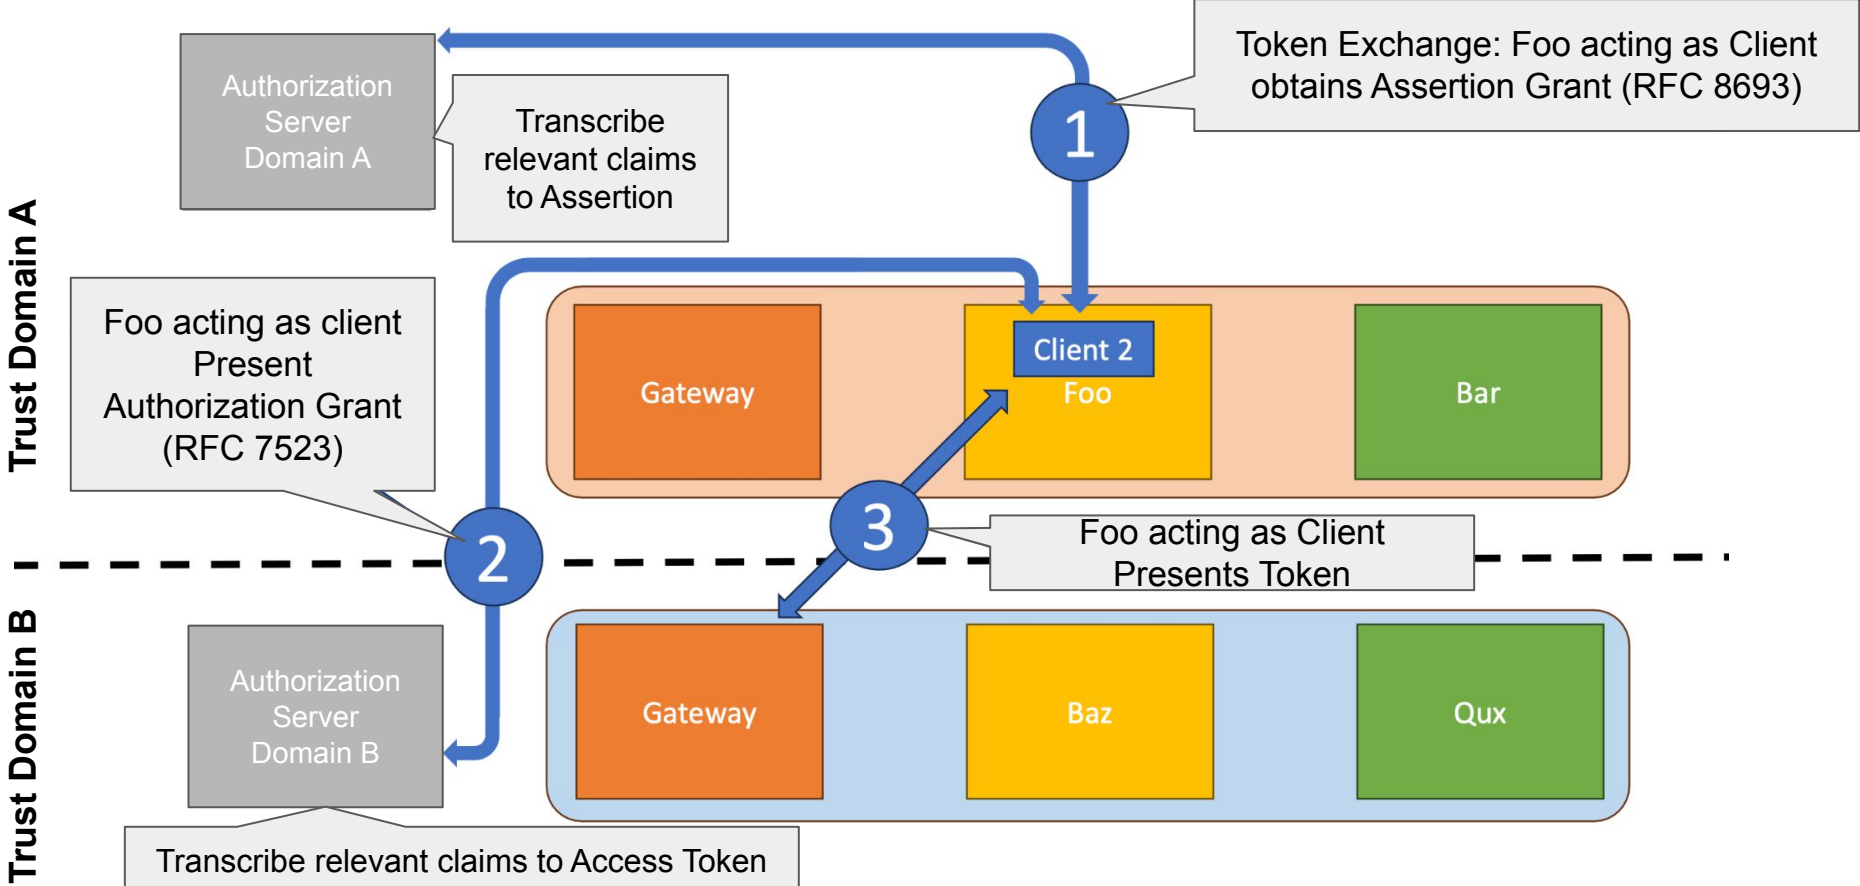 Authorization
Server
Domain A
Transcribe
relevant claims
to Assertion
1
Token Exchange: Foo acting as Client
obtains Assertion Grant (RFC 8693)
Trust Domain A
Foo acting as client
Present
Authorization Grant
(RFC 7523)
Gateway
Client 2
Foo
Bar
2
3
Foo acting as Client
Presents Token
Trust Domain B
Authorization
Server
Domain B
Gateway
Baz
Qux
Transcribe relevant claims to Access Token